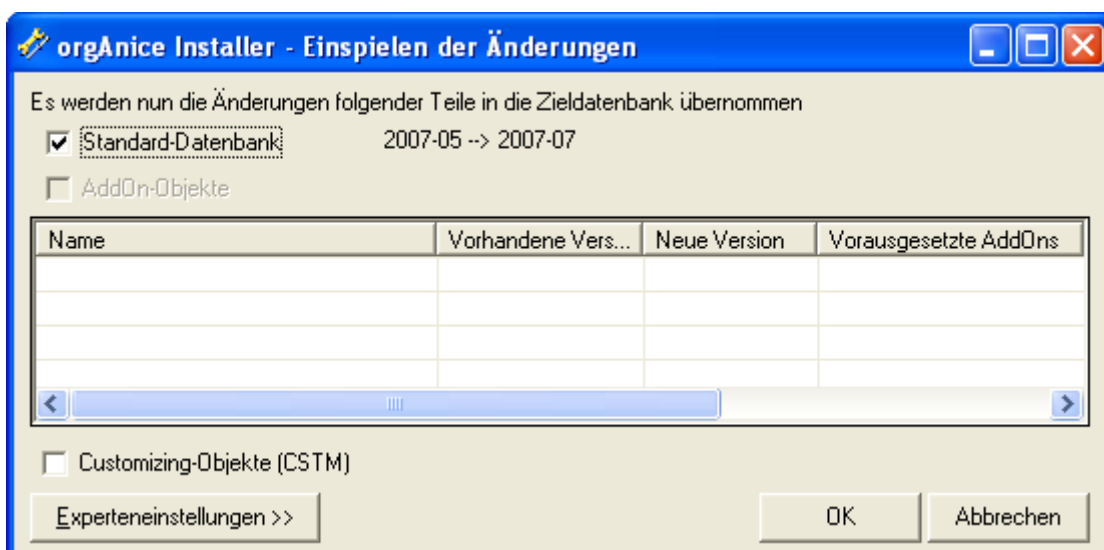 orgAnice Installer - Einspielen der Änderungen
Es werden nun die Änderungen folgender Teile in die Zieldatenbank übernommen
Standard-Datenbank 2007-05 --> 2007-07
AddOn-Objekte
Name Vorhandene Vers... Neue Version Vorausgesetzte AddOns
Customizing-Objekte (CSTM)
Experteneinstellungen >> OK Abbrechen